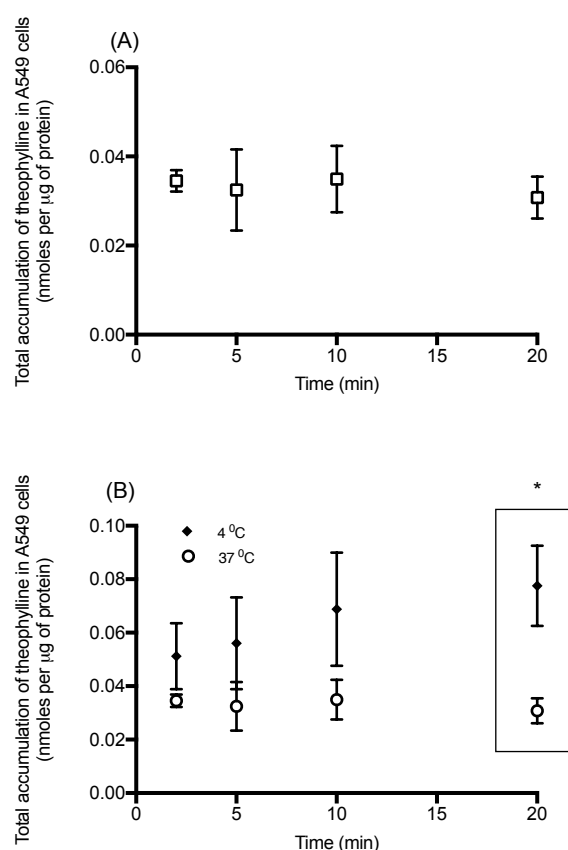 (A)
Total accumulation of theophylline in A549 cells
(nmoles per μg of protein)
0.06
0.04
0.02
0.00
0 5 10 15 20
Time (min)
(B)
*
Total accumulation of theophylline in A549 cells
(nmoles per μg of protein)
0.10
4 ⁰C
37 ⁰C
0.08
0.06
0.04
0.02
0.00
0 5 10 15 20
Time (min)